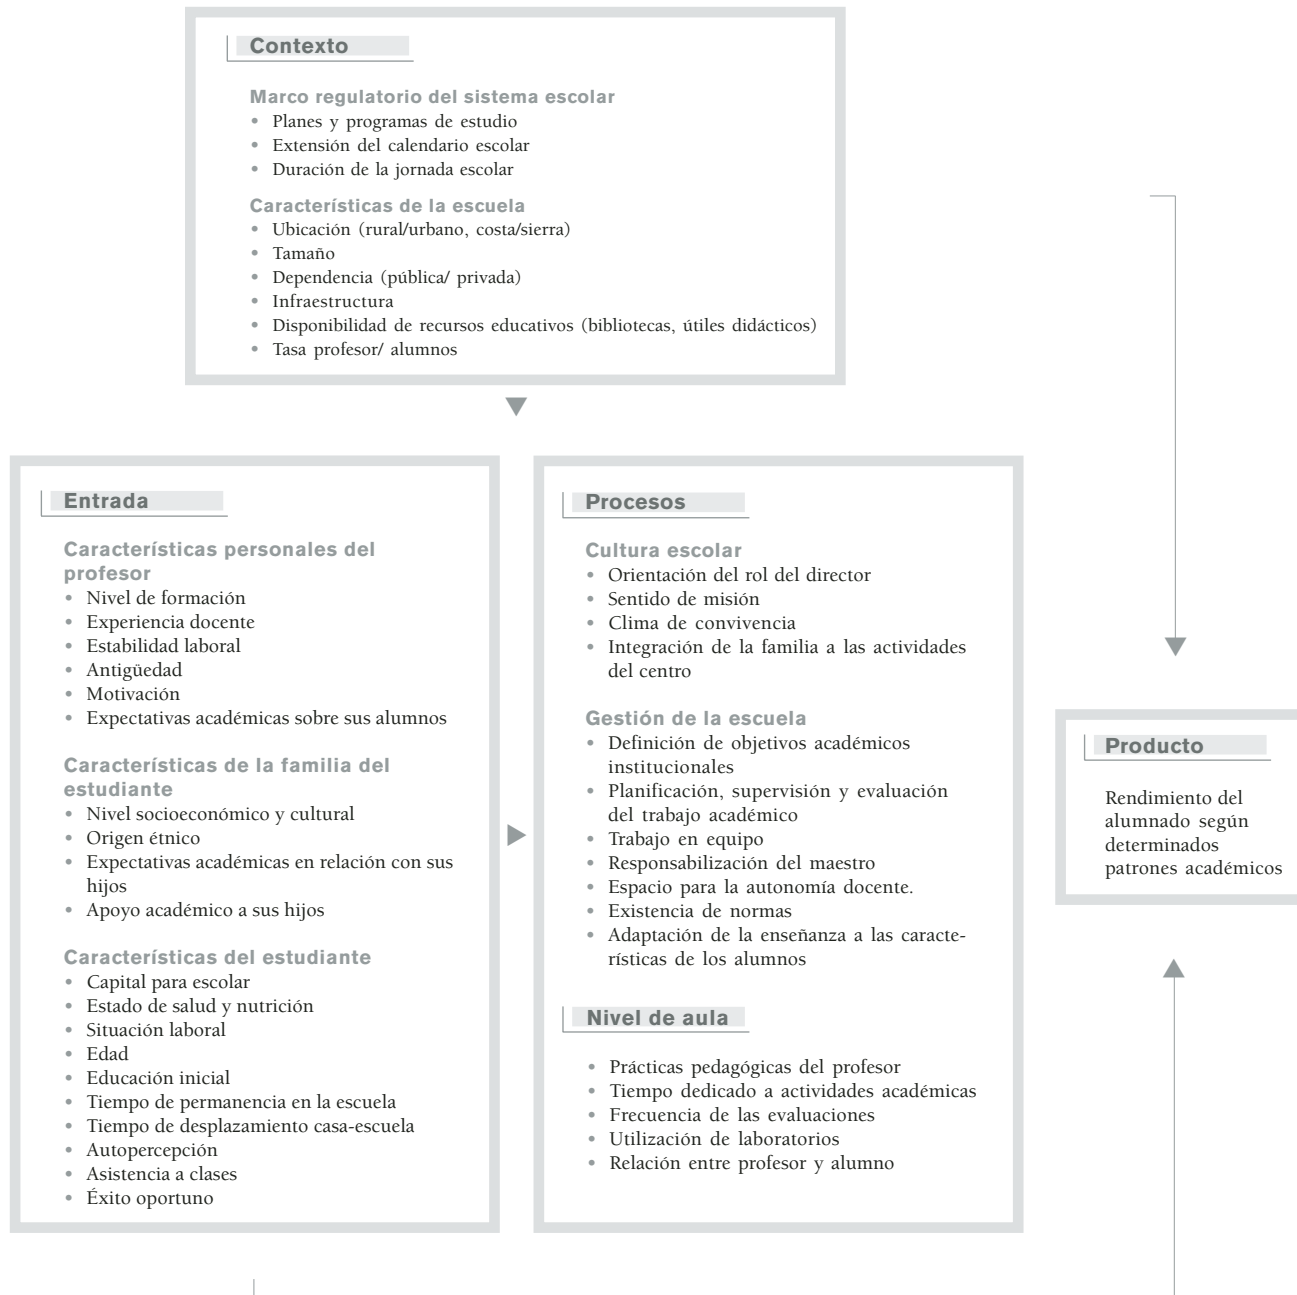 Contexto
Marco regulatorio del sistema escolar
• Planes y programas de estudio
• Extensión del calendario escolar
• Duración de la jornada escolar
Características de la escuela
• Ubicación (rural/urbano, costa/sierra)
• Tamaño
• Dependencia (pública/ privada)
• Infraestructura
• Disponibilidad de recursos educativos (bibliotecas, útiles didácticos)
• Tasa profesor/ alumnos
Entrada
Características personales del
profesor
• Nivel de formación
• Experiencia docente
• Estabilidad laboral
• Antigüedad
• Motivación
• Expectativas académicas sobre sus alumnos
Características de la familia del
estudiante
• Nivel socioeconómico y cultural
• Origen étnico
• Expectativas académicas en relación con sus
hijos
• Apoyo académico a sus hijos
Características del estudiante
• Capital para escolar
• Estado de salud y nutrición
• Situación laboral
• Edad
• Educación inicial
• Tiempo de permanencia en la escuela
• Tiempo de desplazamiento casa-escuela
• Autopercepción
• Asistencia a clases
• Éxito oportuno
Procesos
Cultura escolar
• Orientación del rol del director
• Sentido de misión
• Clima de convivencia
• Integración de la familia a las actividades
del centro
Gestión de la escuela
• Definición de objetivos académicos
institucionales
• Planificación, supervisión y evaluación
del trabajo académico
• Trabajo en equipo
• Responsabilización del maestro
• Espacio para la autonomía docente.
• Existencia de normas
• Adaptación de la enseñanza a las caracte-
rísticas de los alumnos
Nivel de aula
• Prácticas pedagógicas del profesor
• Tiempo dedicado a actividades académicas
• Frecuencia de las evaluaciones
• Utilización de laboratorios
• Relación entre profesor y alumno
Producto
Rendimiento del
alumnado según
determinados
patrones académicos